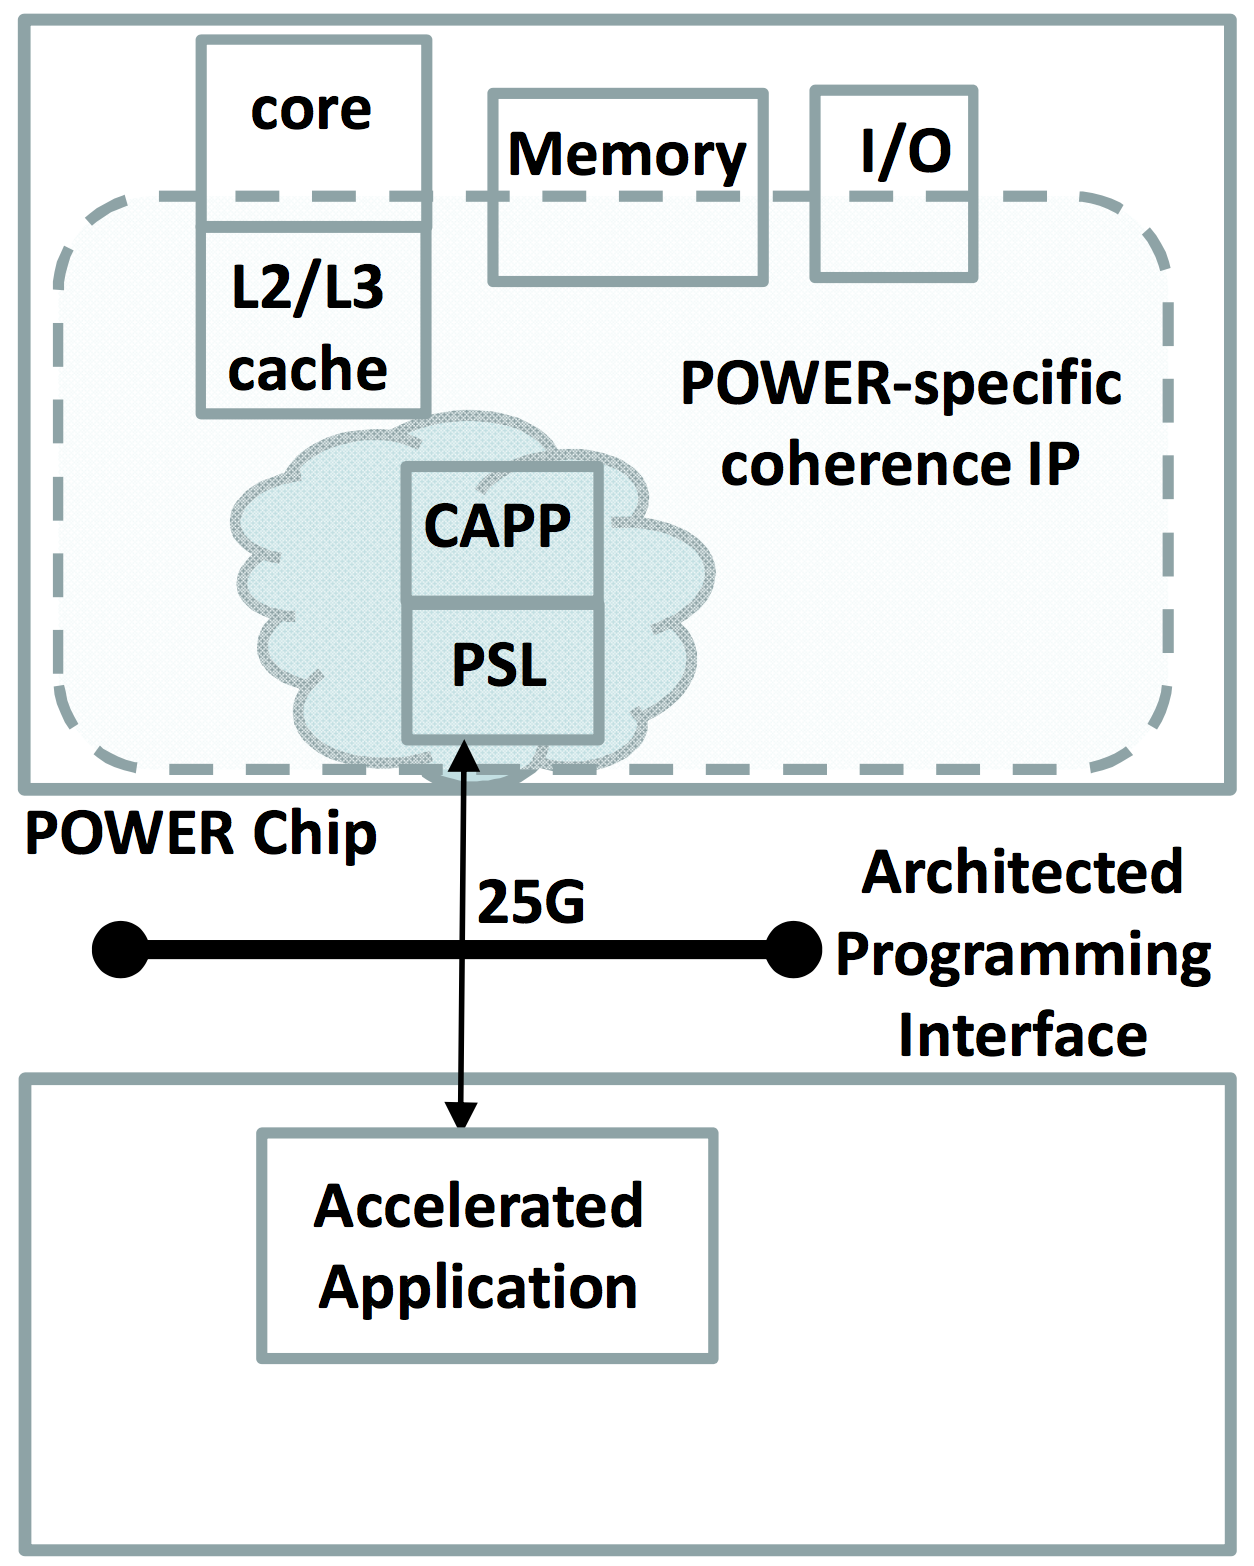 core
Memory
I/O
L2/L3
cache
POWER-specific
coherence IP
CAPP
PSL
POWER Chip
25G
Architected
Programming
Interface
Accelerated
Application